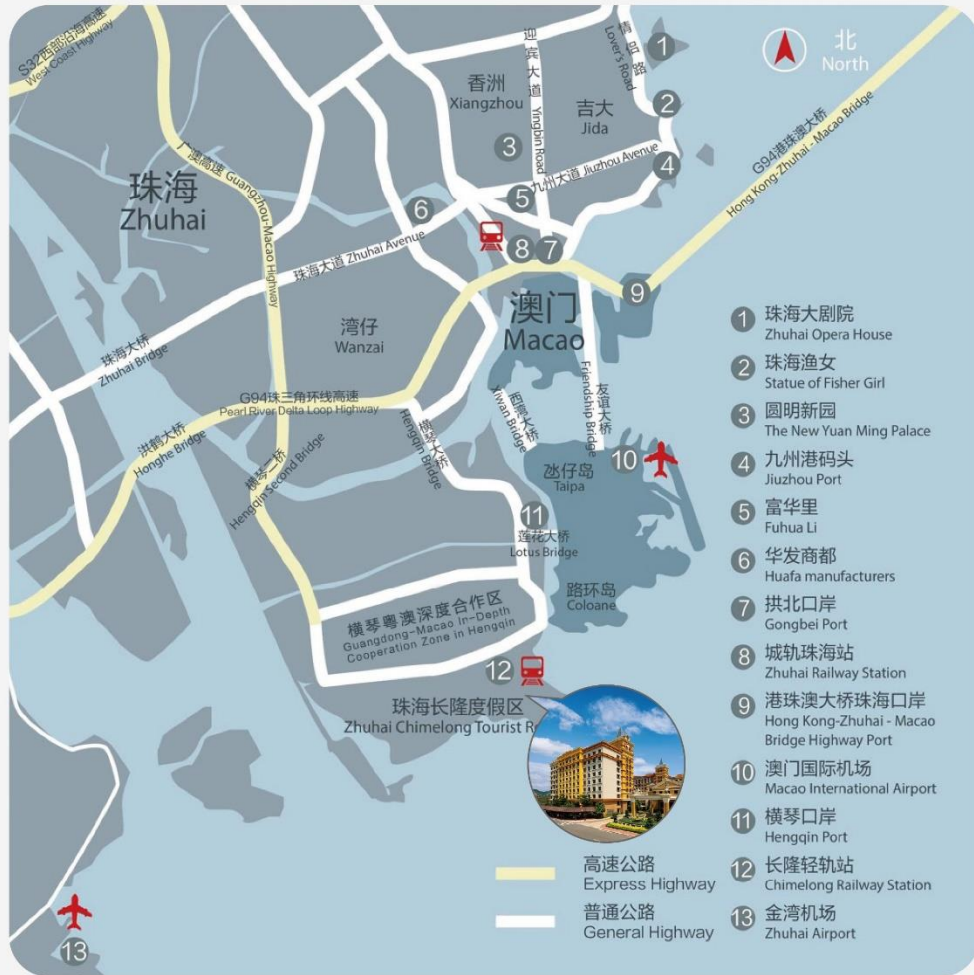 S32西部沿海高速
West Coast Highway
广澳高速 Guangzhou-Macao Highway
珠海
Zhuhai
香洲
Xiangzhou
迎宾大道 Yingbin Road
吉大
Jida
情侣路
Lover's Road
1
2
3
4
5
6
7
8
9
北
North
G94港珠澳大桥
Hong Kong-Zhuhai - Macao Bridge
九州大道 Jiuzhou Avenue
珠海大道 Zhuhai Avenue
珠海大桥
Zhuhai Bridge
湾仔
Wanzai
澳门
Macao
G94珠三角环线高速
Pearl River Delta Loop Highway
洪鹤大桥
Honghe Bridge
横琴二桥
Hengqin Second Bridge
横琴大桥
Hengqin Bridge
西湾大桥
Xiwan Bridge
友谊大桥
Friendship Bridge
10
氹仔岛
Taipa
11
莲花大桥
Lotus Bridge
路环岛
Coloane
横琴粤澳深度合作区
Guangdong-Macao In-Depth
Cooperation Zone in Hengqin
12
珠海长隆度假区
Zhuhai Chimelong Tourist
13
高速公路
Express Highway
普通公路
General Highway
1 珠海大剧院
Zhuhai Opera House
2 珠海渔女
Statue of Fisher Girl
3 圆明新园
The New Yuan Ming Palace
4 九州港码头
Jiuzhou Port
5 富华里
Fuhua Li
6 华发商都
Huafa manufacturers
7 拱北口岸
Gongbei Port
8 城轨珠海站
Zhuhai Railway Station
9 港珠澳大桥珠海口岸
Hong Kong-Zhuhai - Macao
Bridge Highway Port
10 澳门国际机场
Macao International Airport
11 横琴口岸
Hengqin Port
12 长隆轻轨站
Chimelong Railway Station
13 金湾机场
Zhuhai Airport